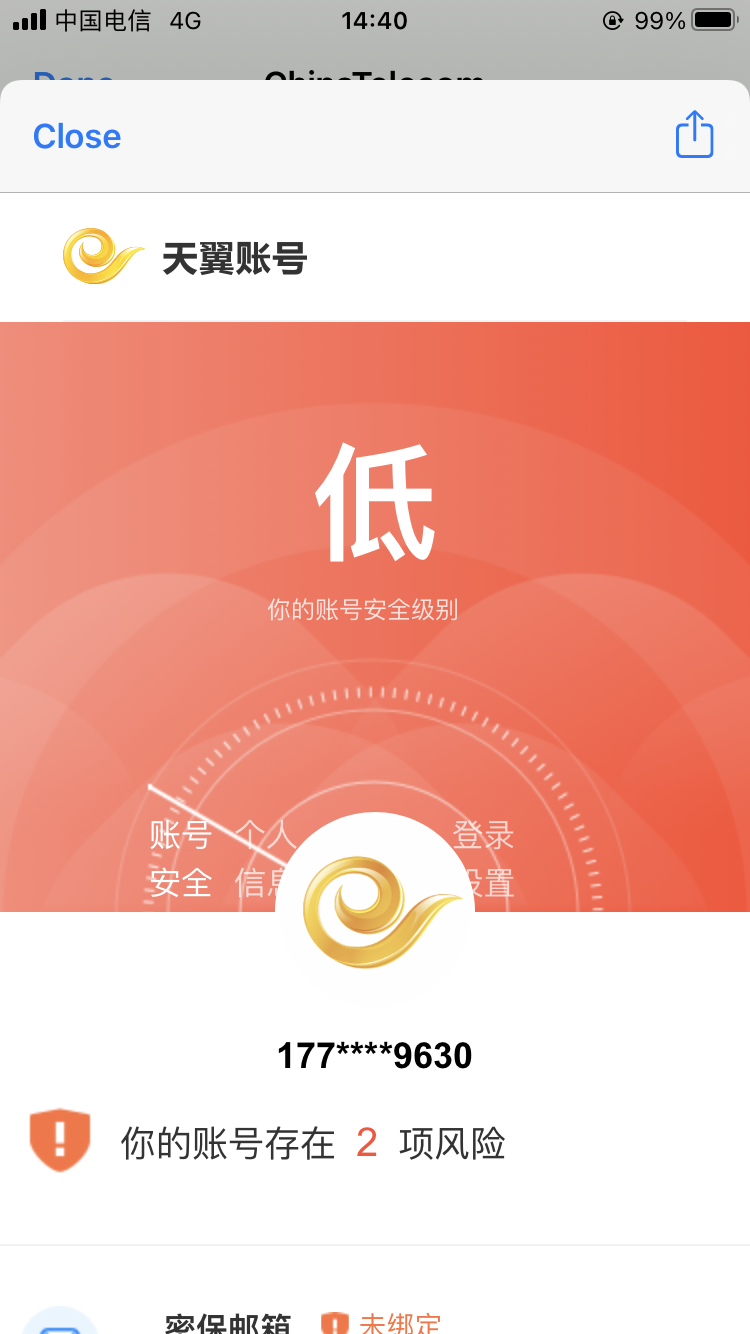 中国电信 4G 14:40 99%
Done ChinaTelecom
Close
天翼账号
低
你的账号安全级别
账号 个人 登录
安全 信息 设置
177****9630
你的账号存在 2 项风险
密保邮箱 未绑定